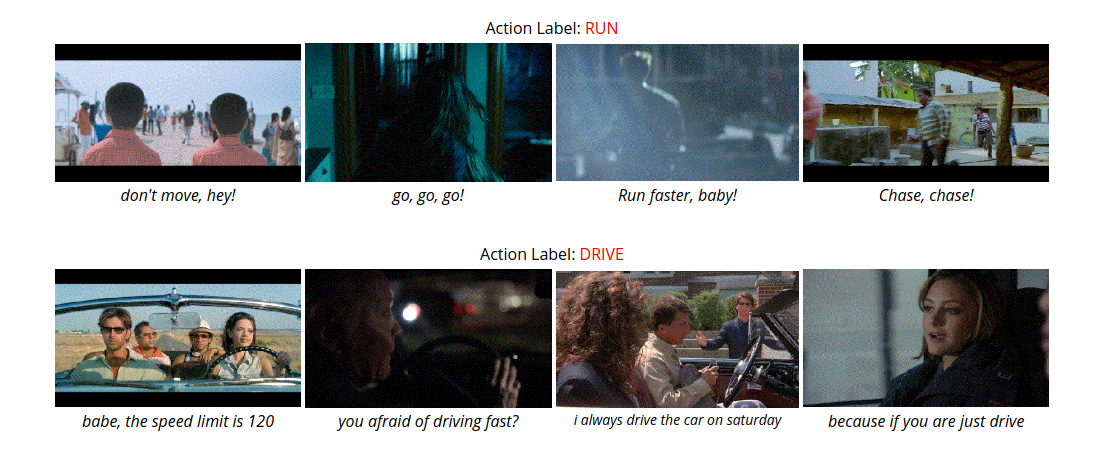 Action Label: RUN
don't move, hey!
go, go, go!
Run faster, baby!
Chase, chase!
Action Label: DRIVE
babe, the speed limit is 120
you afraid of driving fast?
i always drive the car on saturday
because if you are just drive